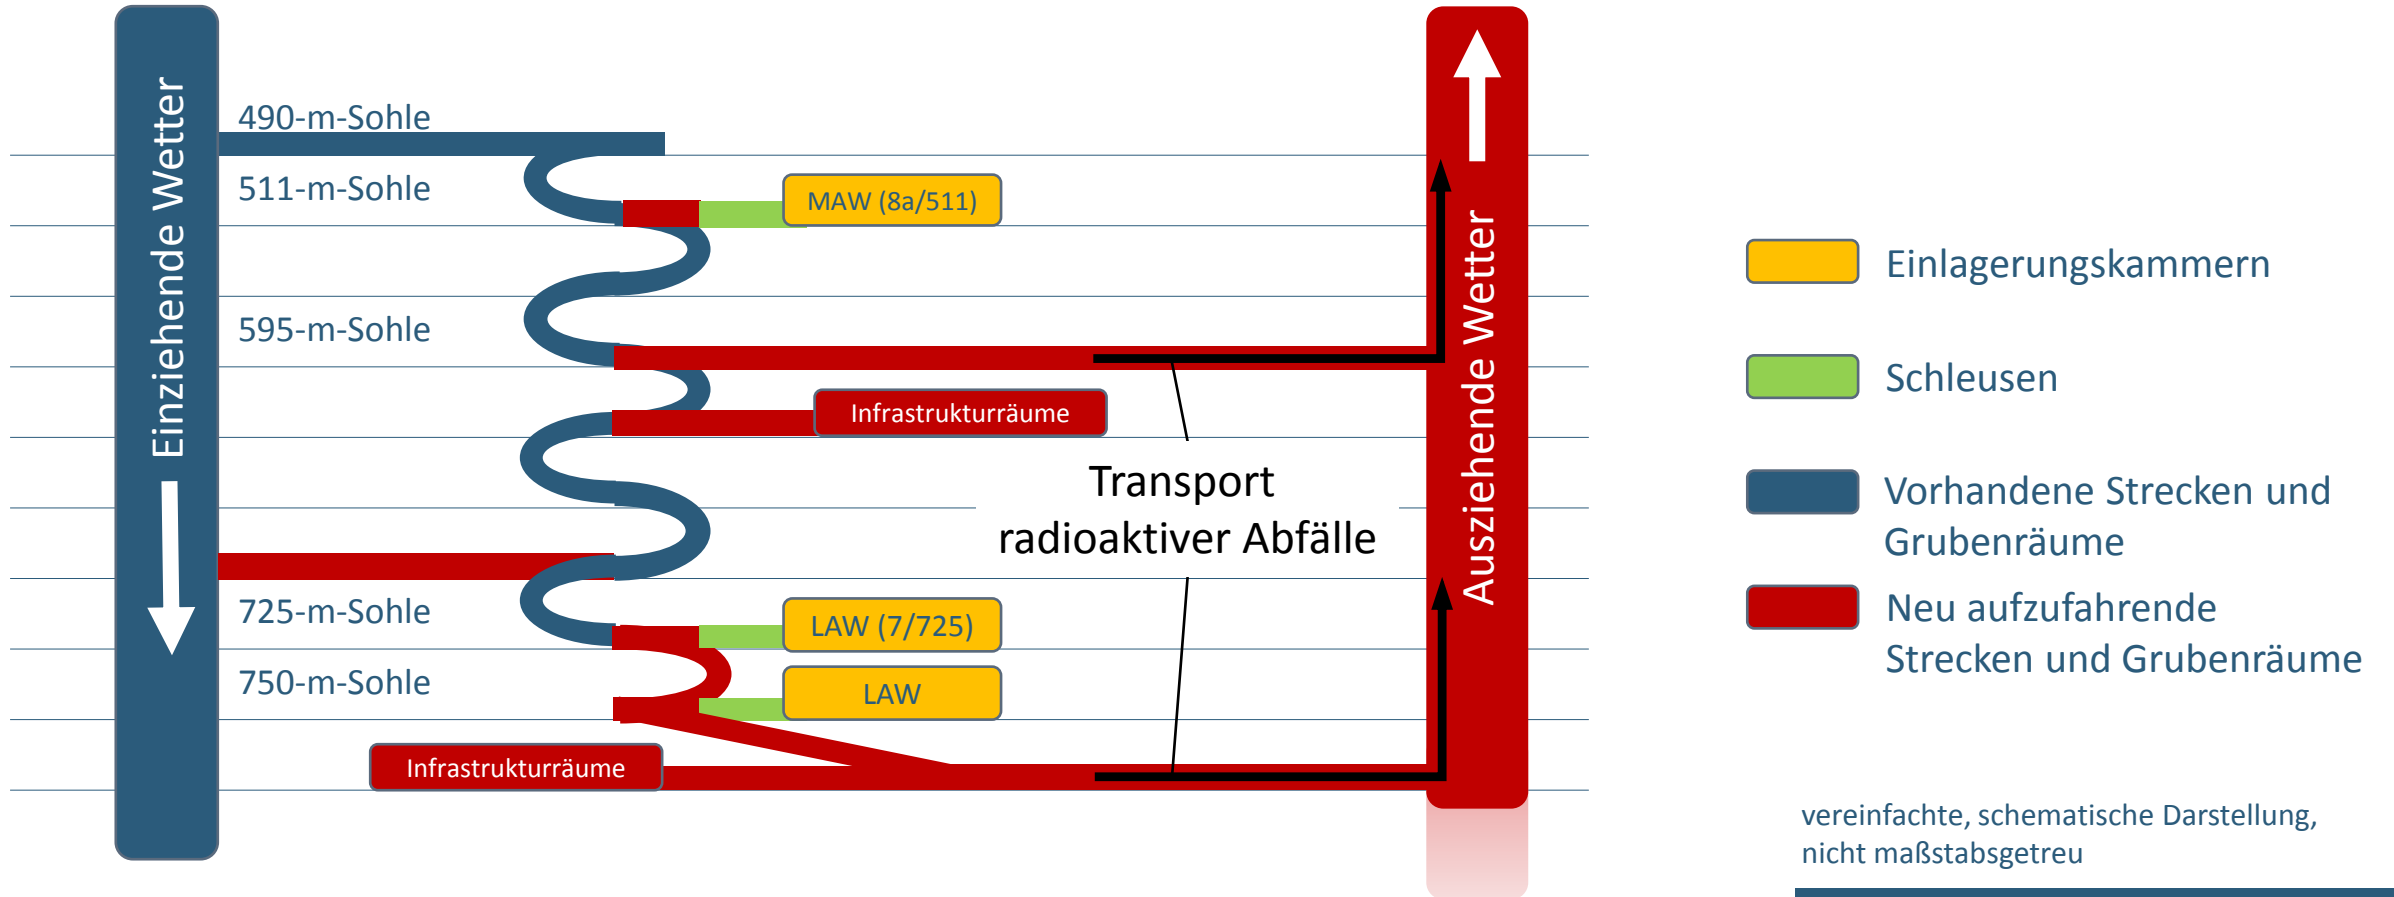 Einziehende Wetter
490-m-Sohle
511-m-Sohle
MAW (8a/511)
595-m-Sohle
Infrastrukturräume
Transport
radioaktiver Abfälle
725-m-Sohle
LAW (7/725)
750-m-Sohle
LAW
Infrastrukturräume
Ausziehende Wetter
Einlagerungskammern
Schleusen
Vorhandene Strecken und
Grubenräume
Neu aufzufahrende
Strecken und Grubenräume
vereinfachte, schematische Darstellung,
nicht maßstabsgetreu